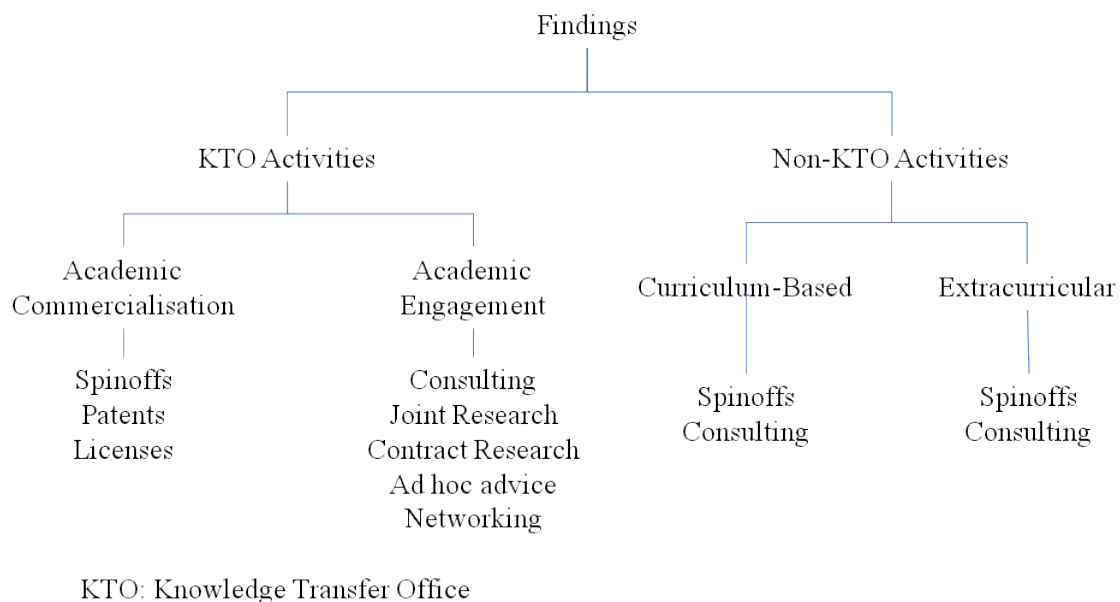 Findings
KTO Activities
Non-KTO Activities
Academic
Commercialisation
Academic
Engagement
Curriculum-Based
Extracurricular
Spinoffs
Patents
Licenses
Consulting
Joint Research
Contract Research
Ad hoc advice
Networking
Spinoffs
Consulting
Spinoffs
Consulting
KTO: Knowledge Transfer Office